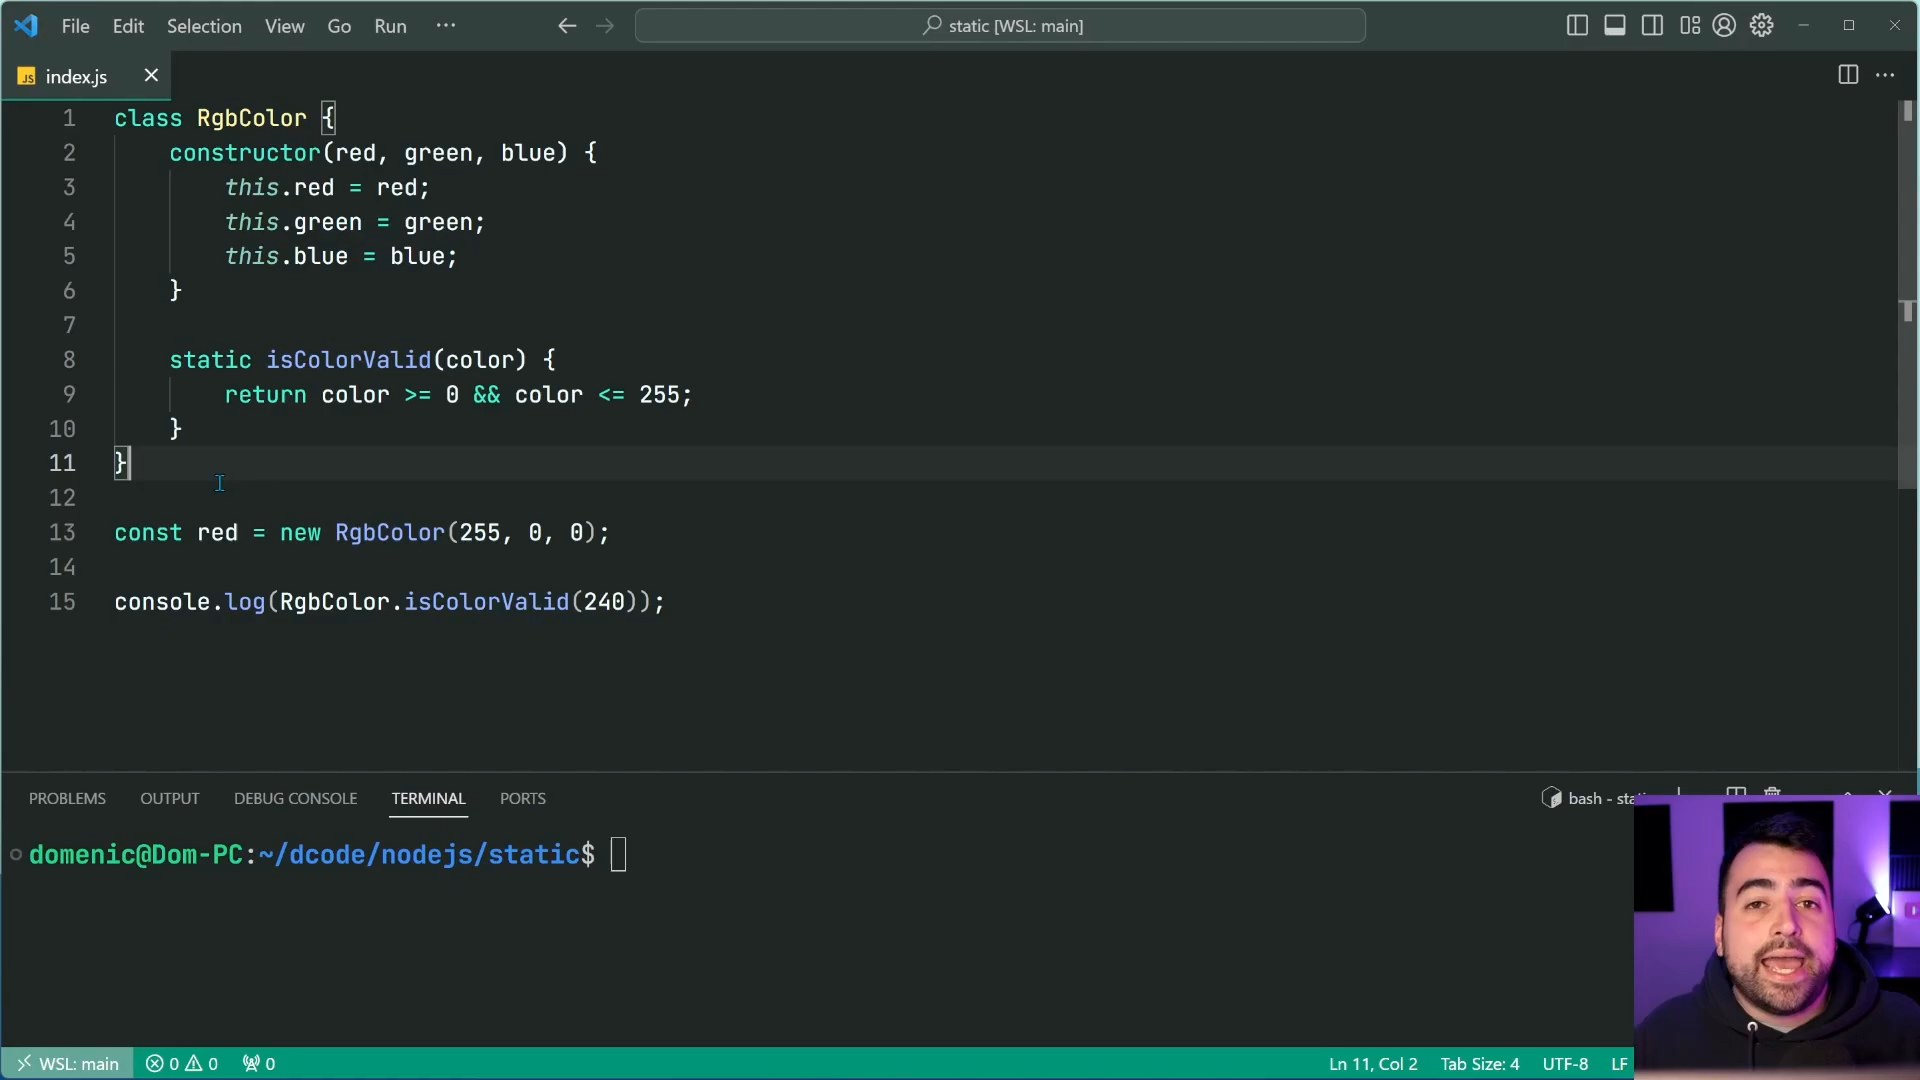 File Edit Selection View Go Run ··· static [WSL: main]
JS index.js
1 class RgbColor {
2 constructor(red, green, blue) {
3 this.red = red;
4 this.green = green;
5 this.blue = blue;
6 }
7
8 static isColorValid(color) {
9 return color >= 0 && color <= 255;
10 }
11 }
12
13 const red = new RgbColor(255, 0, 0);
14
15 console.log(RgbColor.isColorValid(240));
PROBLEMS OUTPUT DEBUG CONSOLE TERMINAL PORTS bash -
domenic@Dom-PC:~/dcode/nodejs/static$
WSL: main 0 0 0 Ln 11, Col 2 Tab Size: 4 UTF-8 LF